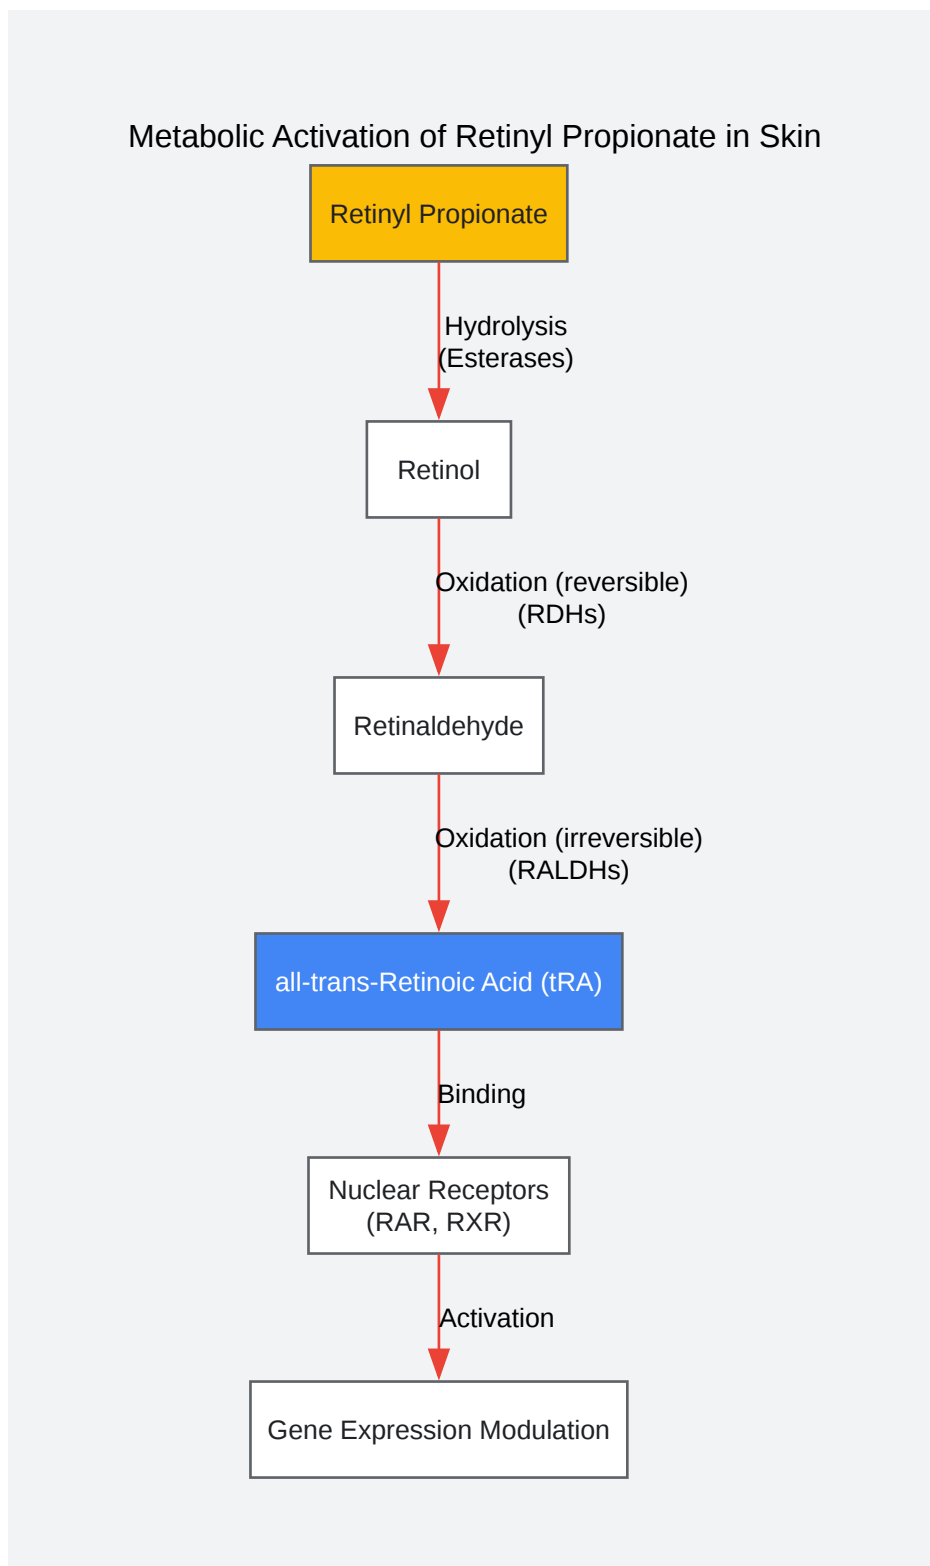 Metabolic Activation of Retinyl Propionate in Skin
Retinyl Propionate
Hydrolysis
(Esterases)
Retinol
Oxidation (reversible)
(RDHs)
Retinaldehyde
Oxidation (irreversible)
(RALDHs)
all-trans-Retinoic Acid (tRA)
Binding
Nuclear Receptors
(RAR, RXR)
Activation
Gene Expression Modulation